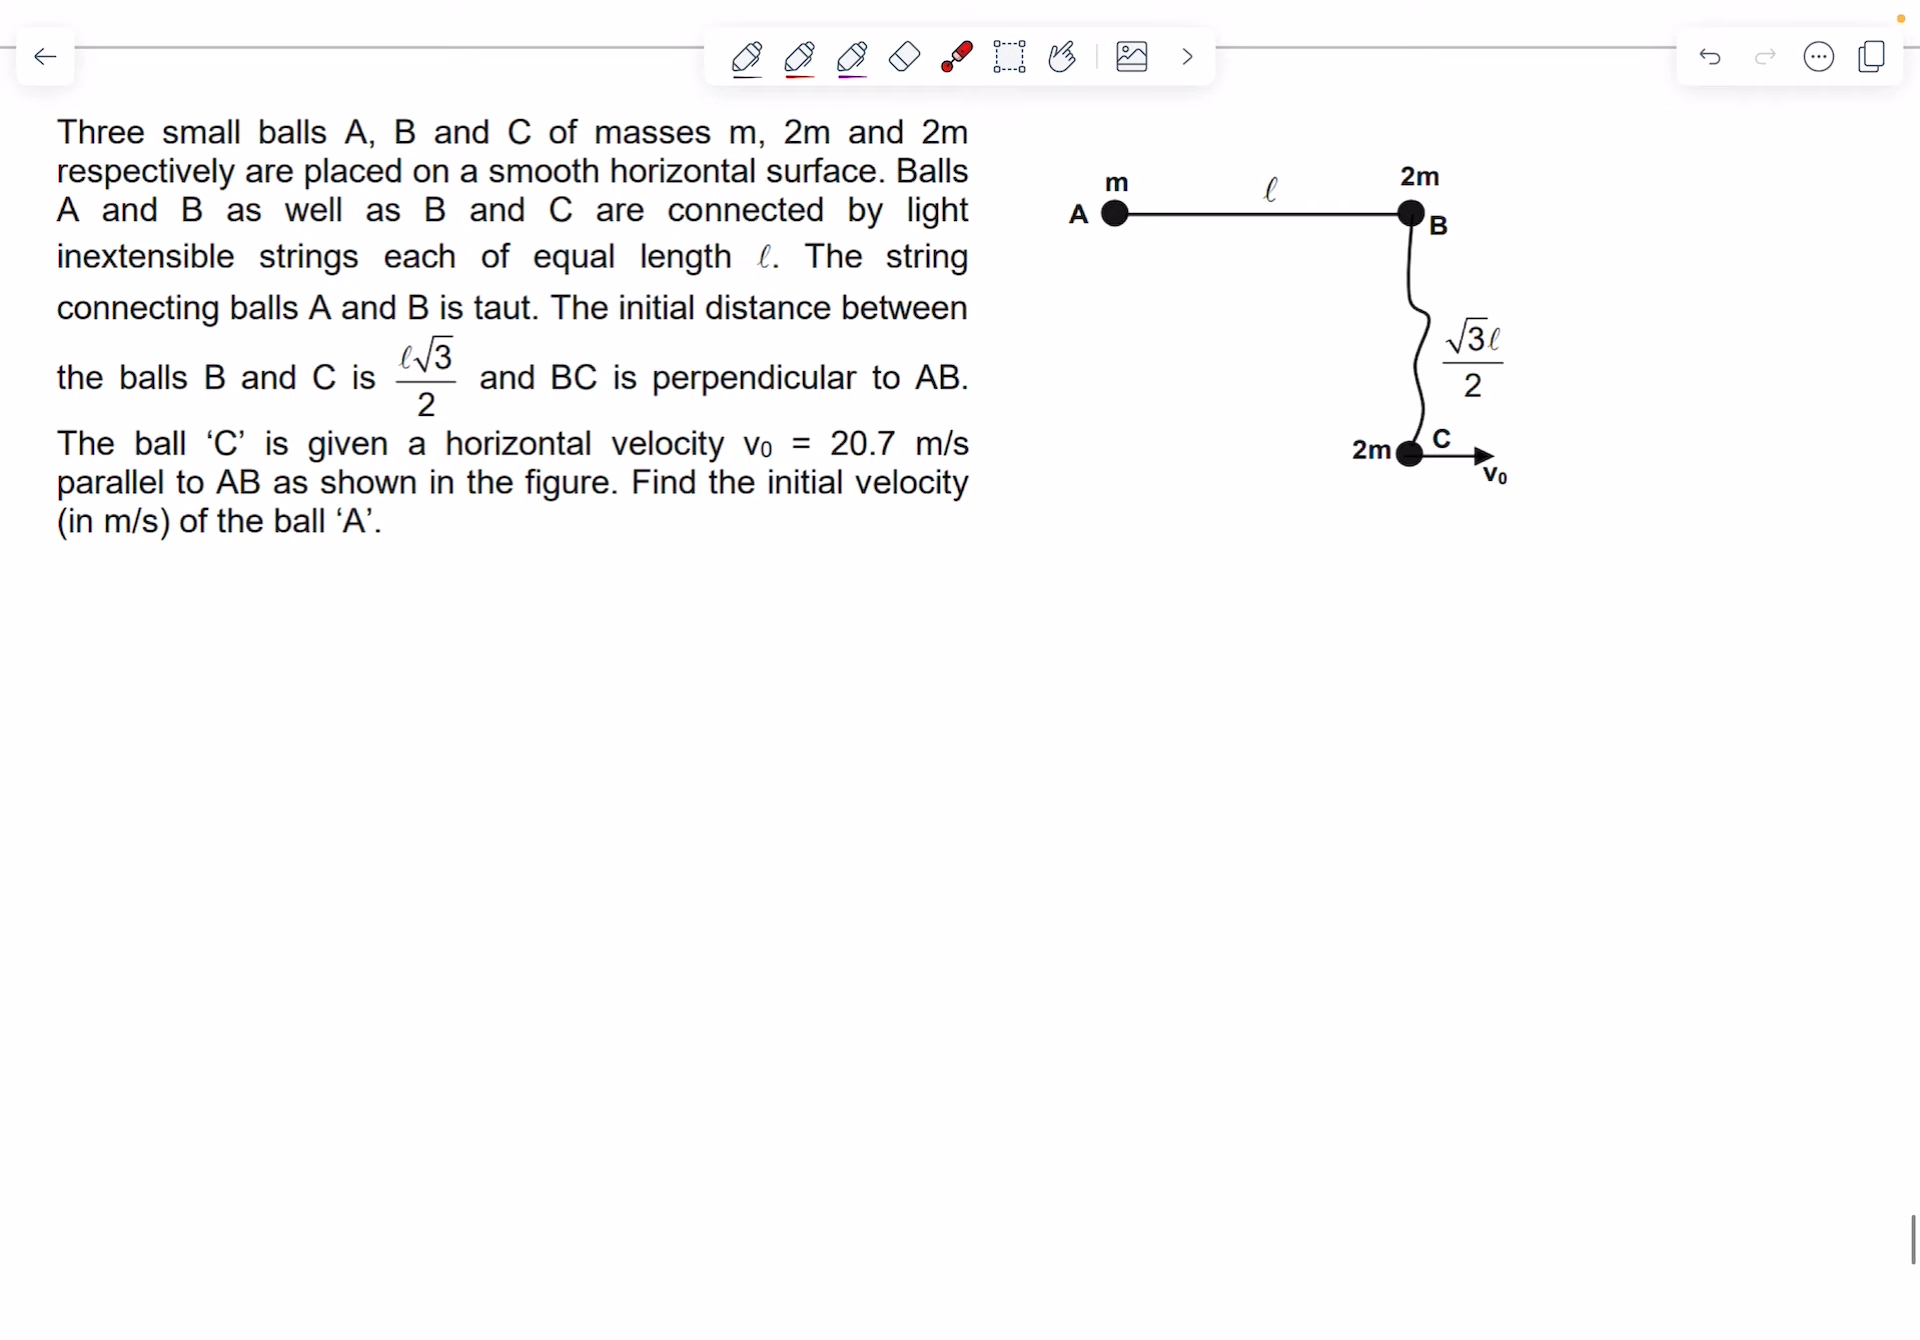 Three small balls A, B and C of masses m, 2m and 2m
respectively are placed on a smooth horizontal surface. Balls
A and B as well as B and C are connected by light
inextensible strings each of equal length ℓ. The string
connecting balls A and B is taut. The initial distance between
the balls B and C is ℓ√3/2 and BC is perpendicular to AB.
The ball ‘C’ is given a horizontal velocity v₀ = 20.7 m/s
parallel to AB as shown in the figure. Find the initial velocity
(in m/s) of the ball ‘A’.
m
ℓ
2m
A
B
√3ℓ/2
2m
C
v₀